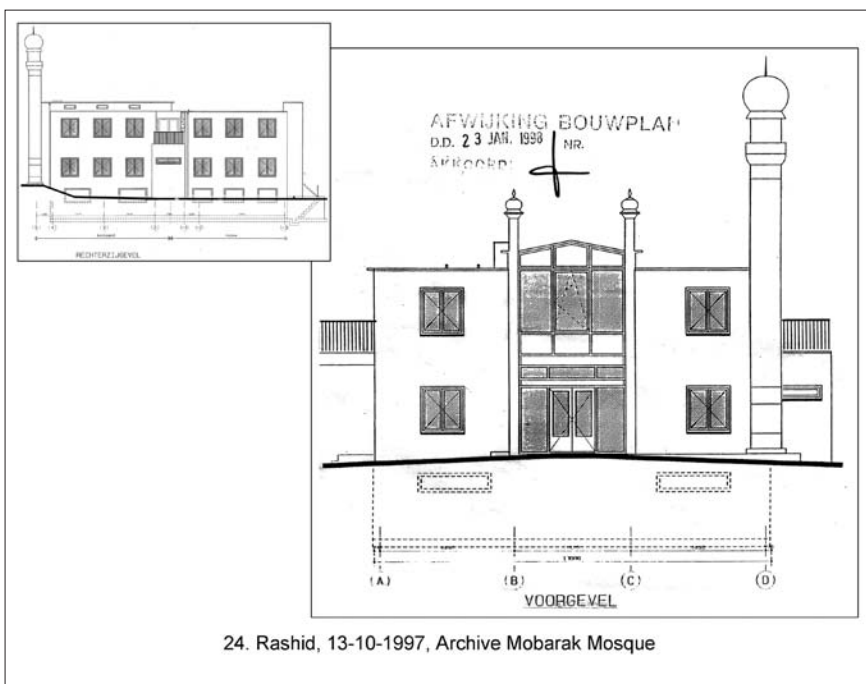 RECHTERZIJGEVEL
AFWIJKING BOUWPLAN
D.D. 23 JAN. 1998 NR.
AKKOORD:
(A) (B) (C) (D)
VOORGEVEL
24. Rashid, 13-10-1997, Archive Mobarak Mosque